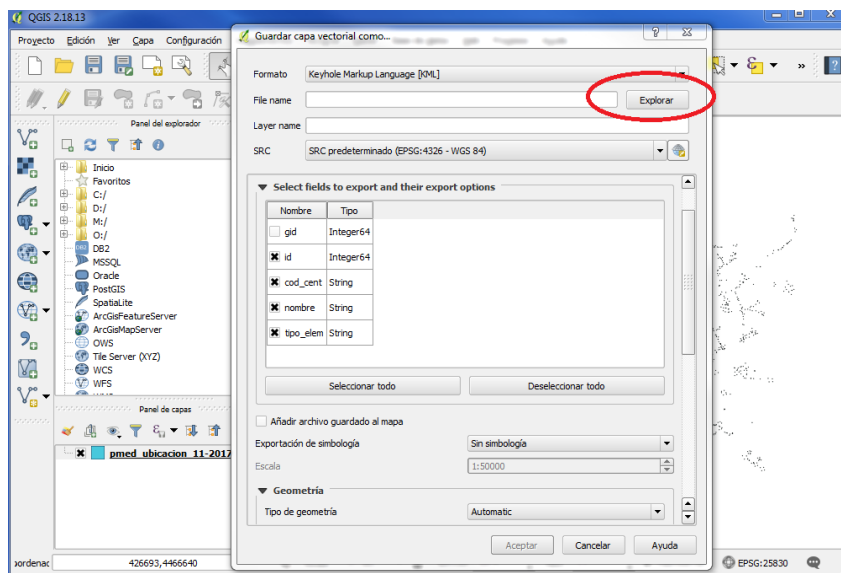 QGIS 2.18.13
Proyecto Edición Ver Capa Configuración
Guardar capa vectorial como...
Formato Keyhole Markup Language [KML]
File name Explorar
Layer name
SRC SRC predeterminado (EPSG:4326 - WGS 84)
Panel del explorador
Inicio
Favoritos
C:/
D:/
M:/
O:/
DB2 DB2
MSSQL
Oracle
PostGIS
SpatiaLite
ArcGisFeatureServer
ArcGisMapServer
OWS
Tile Server (XYZ)
WCS
WFS
Select fields to export and their export options
Nombre Tipo
gid Integer64
id Integer64
cod_cent String
nombre String
tipo_elem String
Seleccionar todo Deseleccionar todo
Añadir archivo guardado al mapa
Exportación de simbología Sin simbología
Escala 1:50000
Geometría
Tipo de geometría Automatic
Aceptar Cancelar Ayuda
Panel de capas
pmed_ubicacion_11-2017
oordenac 426693,4466640 EPSG:25830